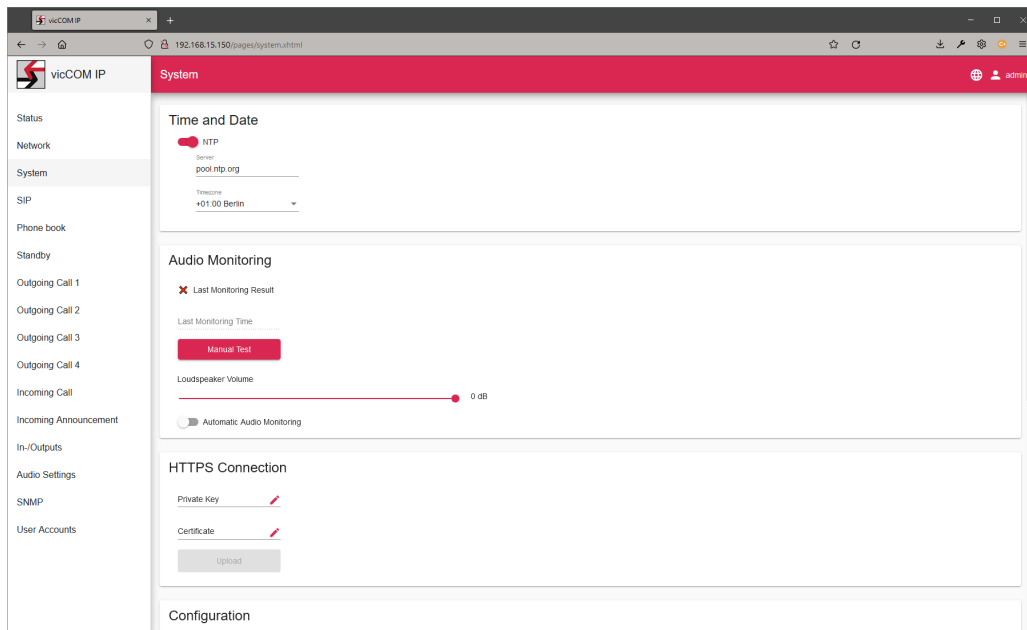 vicCOM IP
192.168.15.150/pages/system.xhtml
vicCOM IP
System
admin
Status
Network
System
SIP
Phone book
Standby
Outgoing Call 1
Outgoing Call 2
Outgoing Call 3
Outgoing Call 4
Incoming Call
Incoming Announcement
In-/Outputs
Audio Settings
SNMP
User Accounts
Time and Date
NTP
Server
pool.ntp.org
Timezone
+01:00 Berlin
Audio Monitoring
Last Monitoring Result
Last Monitoring Time
Manual Test
Loudspeaker Volume
0 dB
Automatic Audio Monitoring
HTTPS Connection
Private Key
Certificate
Upload
Configuration